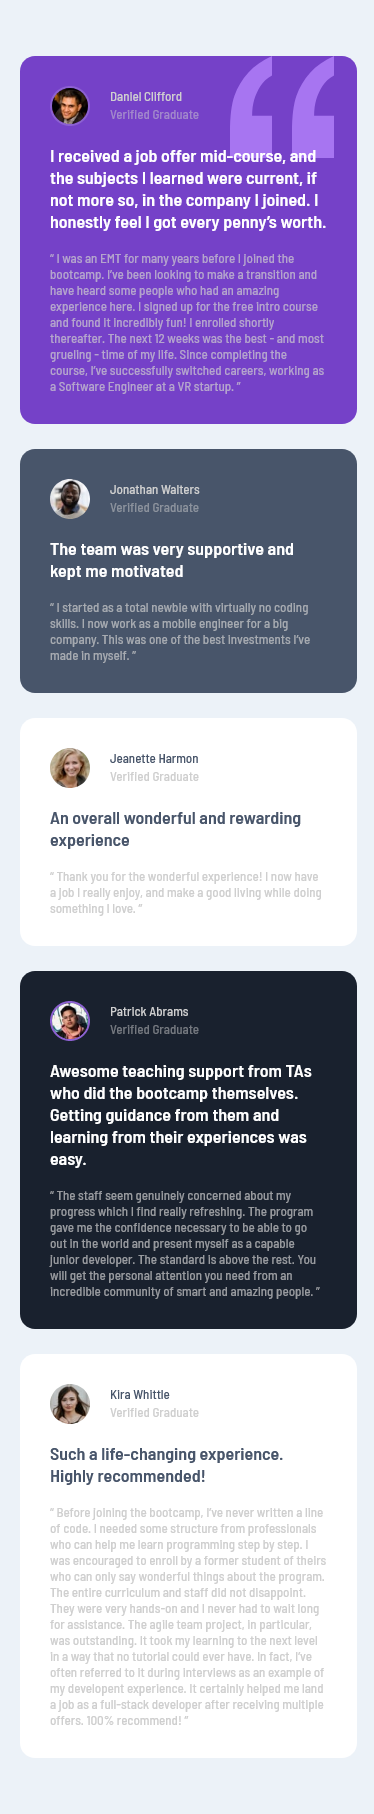 Daniel Clifford
Verified Graduate
I received a job offer mid-course, and
the subjects I learned were current, if
not more so, in the company I joined. I
honestly feel I got every penny’s worth.
“ I was an EMT for many years before I joined the
bootcamp. I’ve been looking to make a transition and
have heard some people who had an amazing
experience here. I signed up for the free intro course
and found it incredibly fun! I enrolled shortly
thereafter. The next 12 weeks was the best - and most
grueling - time of my life. Since completing the
course, I’ve successfully switched careers, working as
a Software Engineer at a VR startup. ”
Jonathan Walters
Verified Graduate
The team was very supportive and
kept me motivated
“ I started as a total newbie with virtually no coding
skills. I now work as a mobile engineer for a big
company. This was one of the best investments I’ve
made in myself. ”
Jeanette Harmon
Verified Graduate
An overall wonderful and rewarding
experience
“ Thank you for the wonderful experience! I now have
a job I really enjoy, and make a good living while doing
something I love. ”
Patrick Abrams
Verified Graduate
Awesome teaching support from TAs
who did the bootcamp themselves.
Getting guidance from them and
learning from their experiences was
easy.
“ The staff seem genuinely concerned about my
progress which I find really refreshing. The program
gave me the confidence necessary to be able to go
out in the world and present myself as a capable
junior developer. The standard is above the rest. You
will get the personal attention you need from an
incredible community of smart and amazing people. ”
Kira Whittle
Verified Graduate
Such a life-changing experience.
Highly recommended!
“ Before joining the bootcamp, I’ve never written a line
of code. I needed some structure from professionals
who can help me learn programming step by step. I
was encouraged to enroll by a former student of theirs
who can only say wonderful things about the program.
The entire curriculum and staff did not disappoint.
They were very hands-on and I never had to wait long
for assistance. The agile team project, in particular,
was outstanding. It took my learning to the next level
in a way that no tutorial could ever have. In fact, I’ve
often referred to it during interviews as an example of
my developent experience. It certainly helped me land
a job as a full-stack developer after receiving multiple
offers. 100% recommend! ”